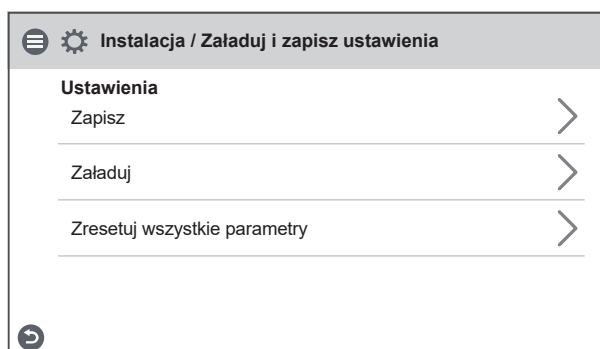 Instalacja / Załaduj i zapisz ustawienia
Ustawienia
Zapisz
Załaduj
Zresetuj wszystkie parametry